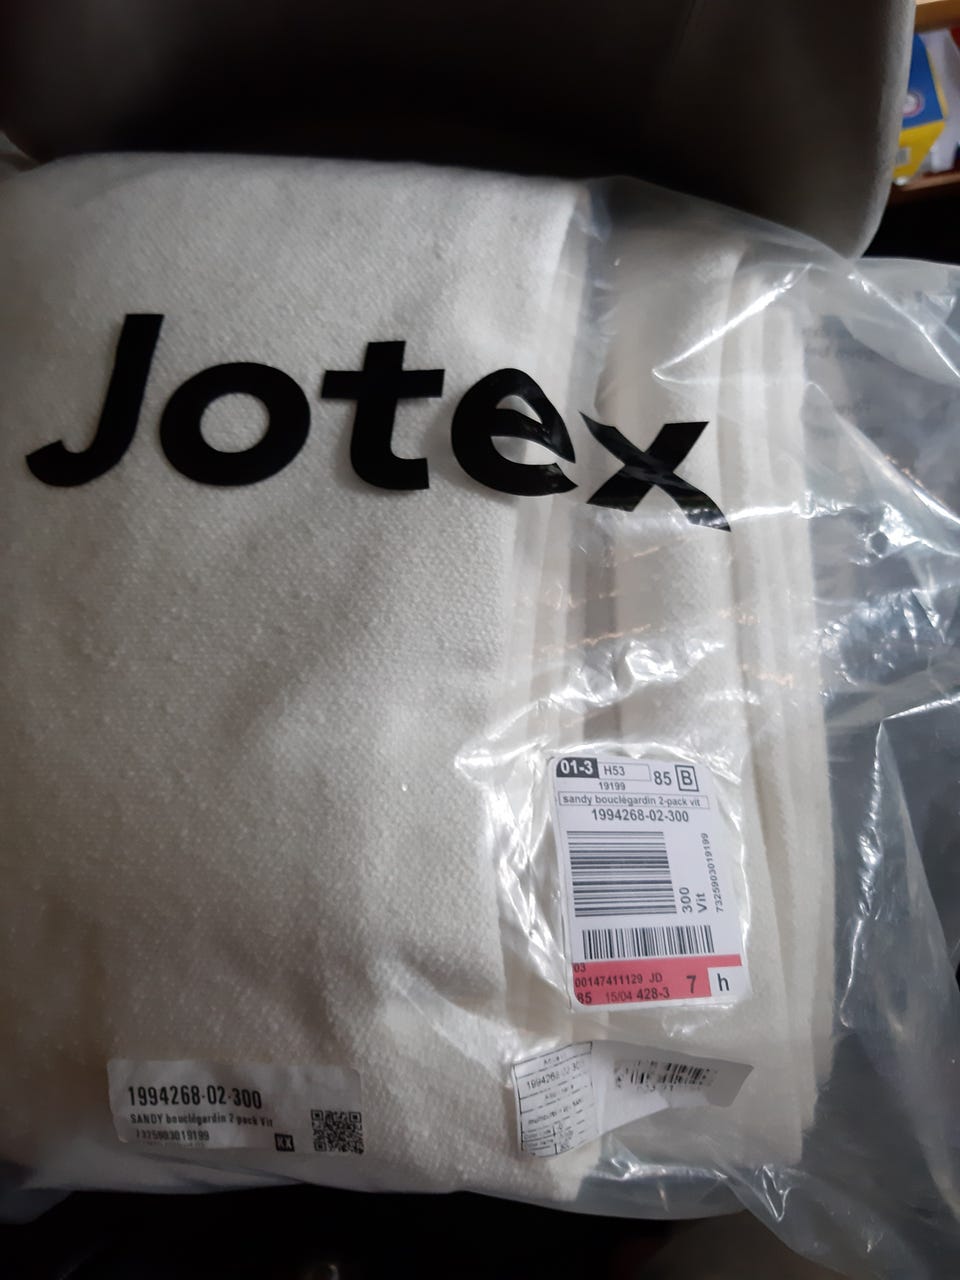 Jotex
01-3 H53 85 B
19199
sandy bouclégardin 2-pack vit
1994268-02-300
300
Vit
7325903019199
03
00147411129 JD
85 15/04 428-3 7 h
1994268-02-300
SANDY bouclégardin 2 pack Vit
7325903019199
KX